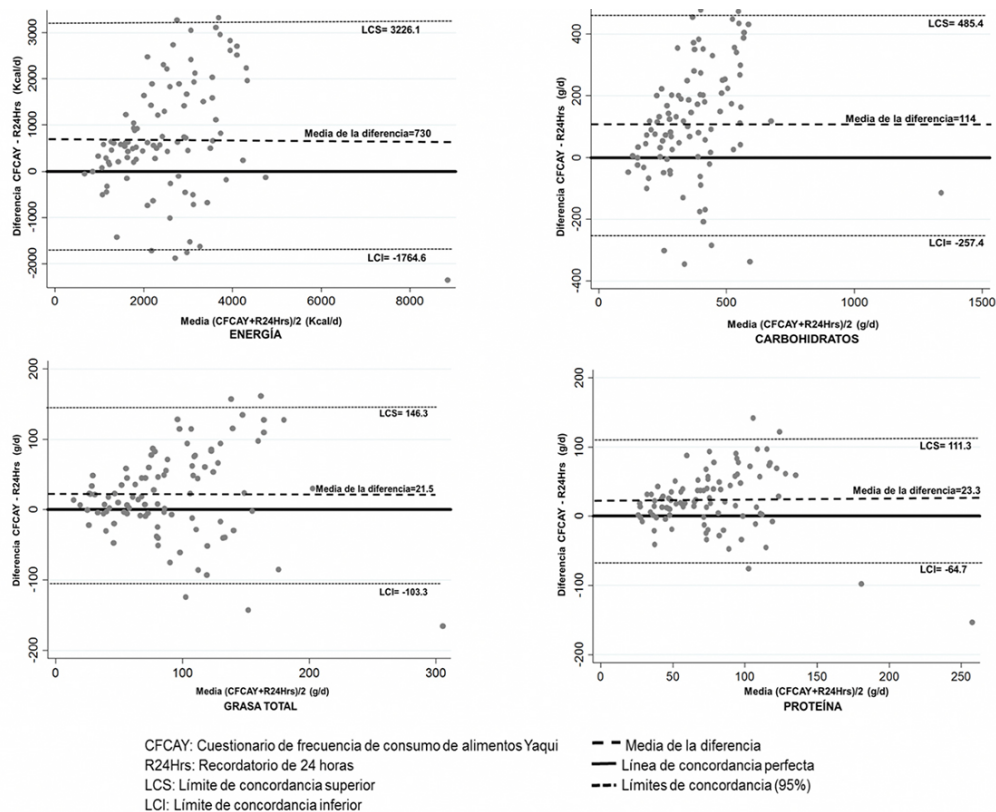 3000
2000
1000
0
-1000
-2000
Diferencia CFCAY - R24Hrs (Kcal/d)
LCS= 3226.1
Media de la diferencia=730
LCI= -1764.6
0 2000 4000 6000 8000
Media (CFCAY+R24Hrs)/2 (Kcal/d)
ENERGÍA
400
200
0
-200
-400
Diferencia CFCAY - R24Hrs (g/d)
LCS= 485.4
Media de la diferencia=114
LCI= -257.4
0 500 1000 1500
Media (CFCAY+R24Hrs)/2 (g/d)
CARBOHIDRATOS
200
100
0
-100
-200
Diferencia CFCAY - R24Hrs (g/d)
LCS= 146.3
Media de la diferencia=21.5
LCI= -103.3
0 100 200 300
Media (CFCAY+R24Hrs)/2 (g/d)
GRASA TOTAL
200
100
0
-100
-200
Diferencia CFCAY - R24Hrs (g/d)
LCS= 111.3
Media de la diferencia=23.3
LCI= -64.7
0 50 100 150 200 250
Media (CFCAY+R24Hrs)/2 (g/d)
PROTEÍNA
CFCAY: Cuestionario de frecuencia de consumo de alimentos Yaqui
R24Hrs: Recordatorio de 24 horas
LCS: Límite de concordancia superior
LCI: Límite de concordancia inferior
Media de la diferencia
Línea de concordancia perfecta
Límites de concordancia (95%)